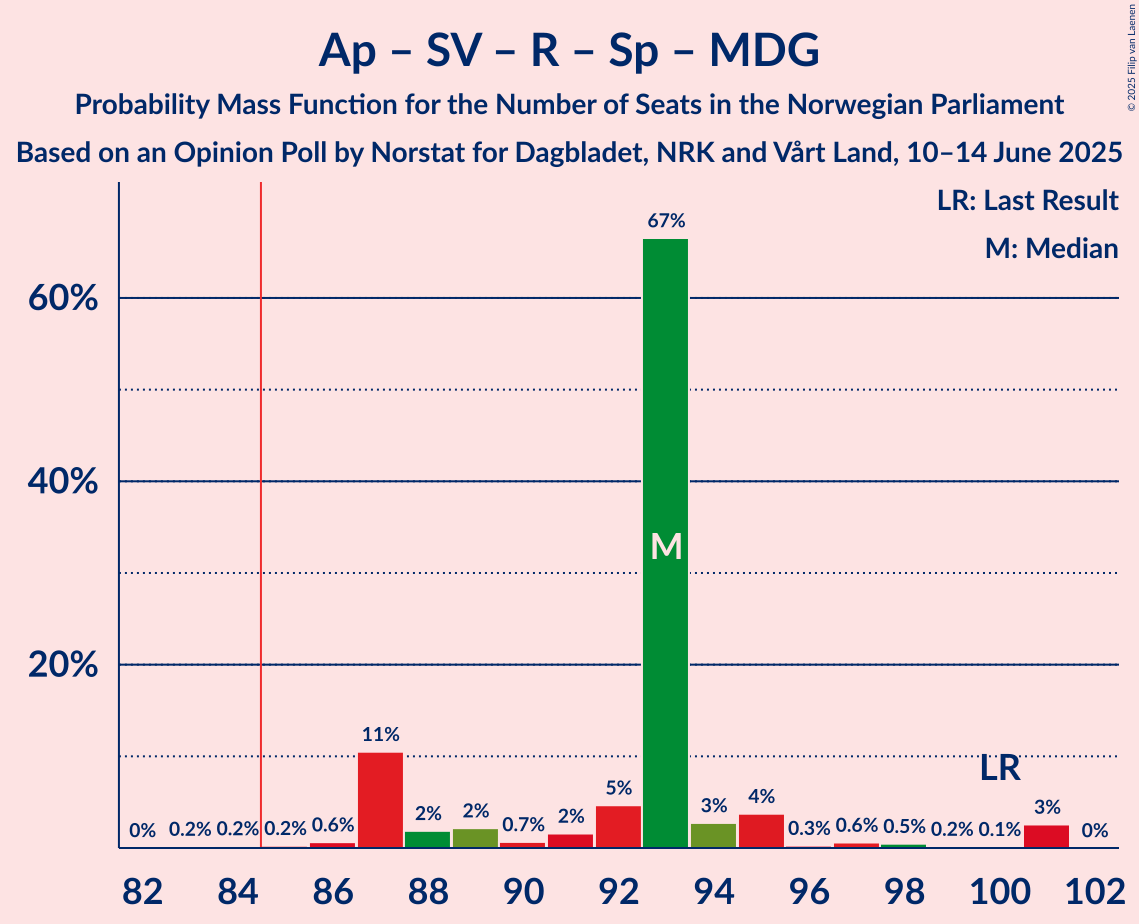 Ap – SV – R – Sp – MDG
Probability Mass Function for the Number of Seats in the Norwegian Parliament
Based on an Opinion Poll by Norstat for Dagbladet, NRK and Vårt Land, 10–14 June 2025
© 2025 Filip van Laenen
LR: Last Result
M: Median
67%
60%
M
40%
20%
11%
LR
0% 0.2% 0.2% 0.2% 0.6% 2% 2% 0.7% 2% 5% 3% 4% 0.3% 0.6% 0.5% 0.2% 0.1% 3% 0%
82 84 86 88 90 92 94 96 98 100 102